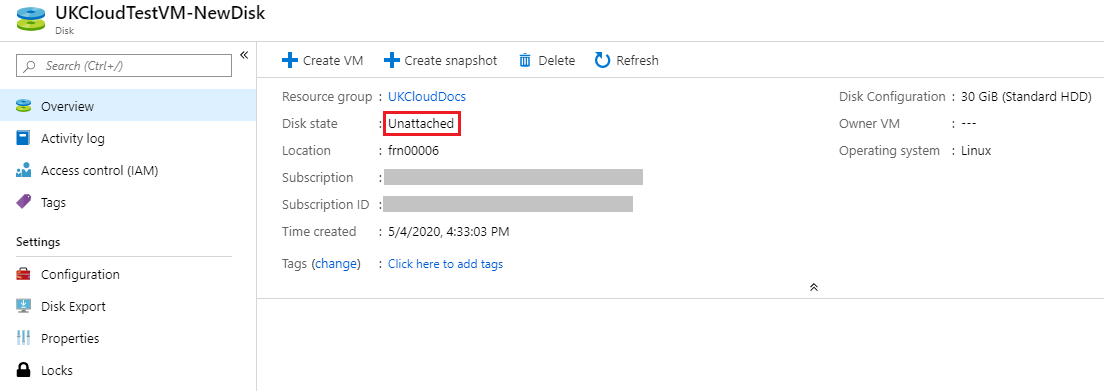 UKCloudTestVM-NewDisk
Disk
Search (Ctrl+/)
«
Overview
Activity log
Access control (IAM)
Tags
Settings
Configuration
Disk Export
Properties
Locks
Create VM Create snapshot Delete Refresh
Resource group : UKCloudDocs
Disk state : Unattached
Location : frn00006
Subscription :
Subscription ID :
Time created : 5/4/2020, 4:33:03 PM
Tags (change) : Click here to add tags
Disk Configuration : 30 GiB (Standard HDD)
Owner VM : ---
Operating system : Linux